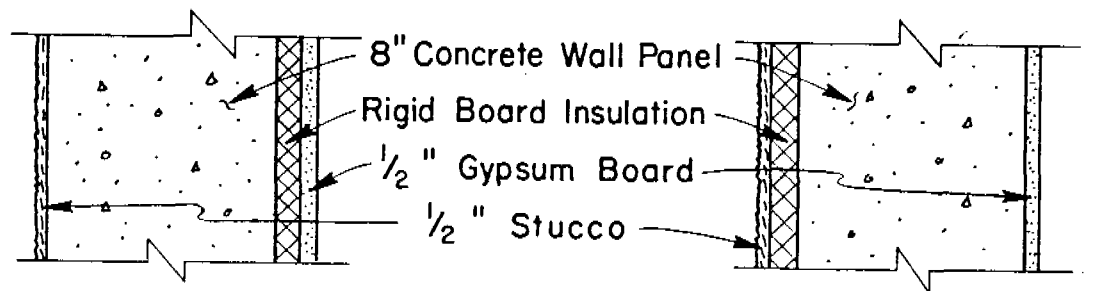 8" Concrete Wall Panel
Rigid Board Insulation
1/2 " Gypsum Board
1/2 " Stucco